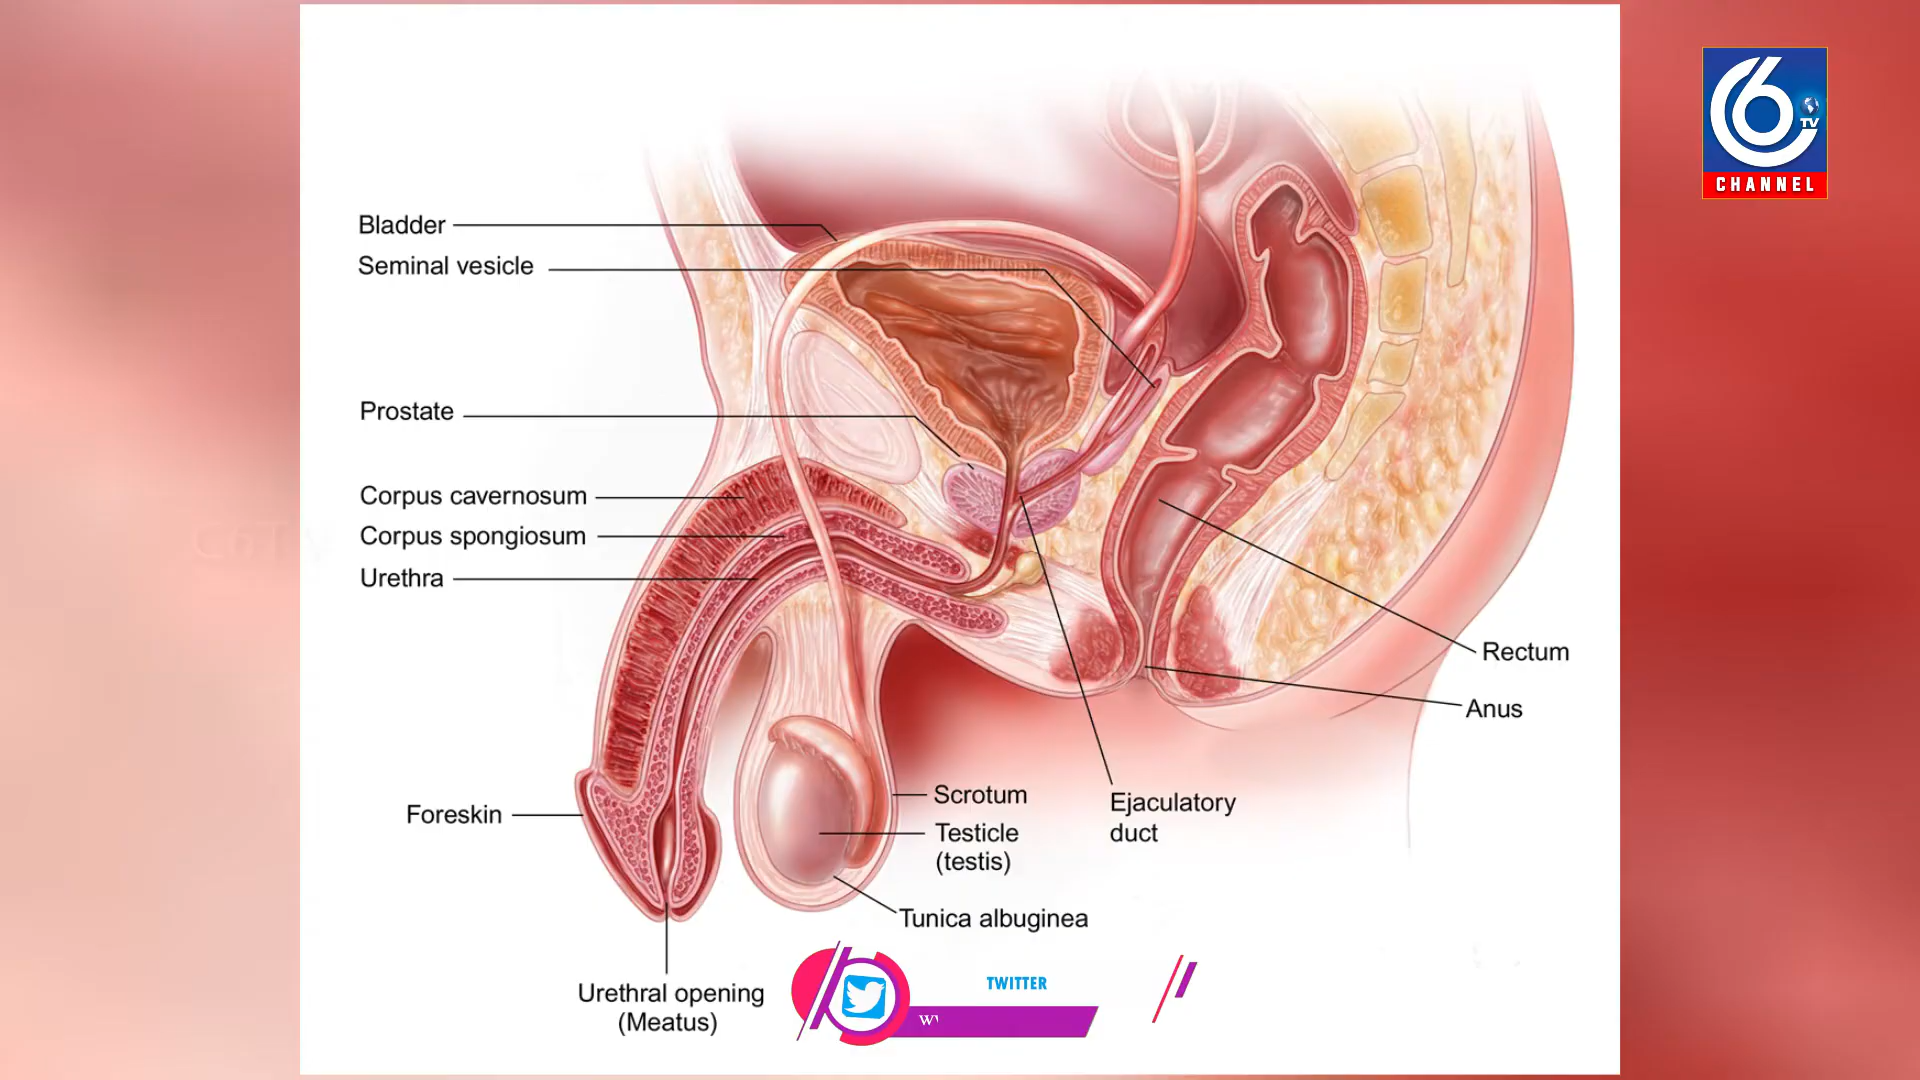 Bladder
Seminal vesicle
Prostate
Corpus cavernosum
Corpus spongiosum
Urethra
Foreskin
Urethral opening
(Meatus)
Scrotum
Testicle
(testis)
Tunica albuginea
Ejaculatory
duct
Rectum
Anus
6
TV
CHANNEL
TWITTER